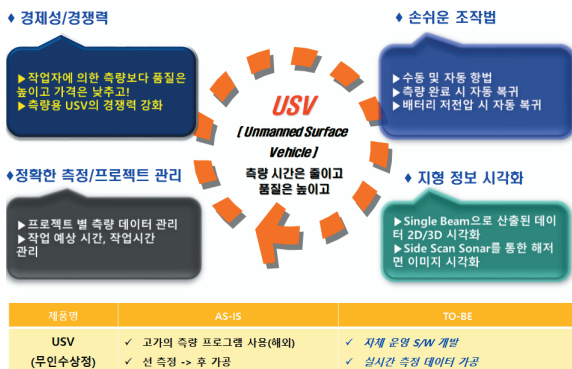 ♦ 경제성/경쟁력
▶작업자에 의한 측량보다 품질은
높이고 가격은 낮추고!
▶측량용 USV의 경쟁력 강화
♦ 손쉬운 조작법
▶수동 및 자동 항법
▶측량 완료 시 자동 복귀
▶배터리 저전압 시 자동 복귀
USV
[ Unmanned Surface
Vehicle ]
측량 시간은 줄이고
품질은 높이고
♦정확한 측정/프로젝트 관리
▶프로젝트 별 측량 데이터 관리
▶작업 예상 시간, 작업시간
관리
♦ 지형 정보 시각화
▶Single Beam으로 산출된 데이
터 2D/3D 시각화
▶Side Scan Sonar를 통한 해저
면 이미지 시각화
제품명 AS-IS TO-BE
USV
(무인수상정)
✓ 고가의 측량 프로그램 사용(해외)
✓ 선 측정 -> 후 가공
✓ 자체 운영 S/W 개발
✓ 실시간 측정 데이터 가공